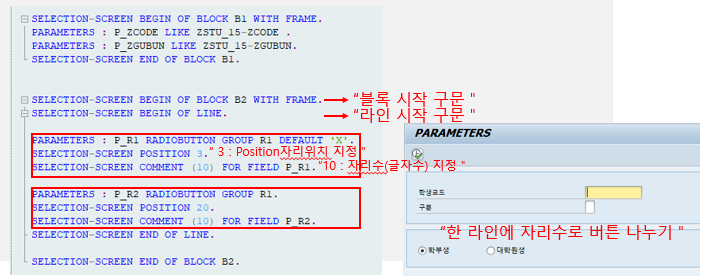 SELECTION-SCREEN BEGIN OF BLOCK B1 WITH FRAME.
PARAMETERS : P_ZCODE LIKE ZSTU_15-ZCODE .
PARAMETERS : P_ZGUBUN LIKE ZSTU_15-ZGUBUN.
SELECTION-SCREEN END OF BLOCK B1.
SELECTION-SCREEN BEGIN OF BLOCK B2 WITH FRAME. “블록 시작 구문 "
SELECTION-SCREEN BEGIN OF LINE. “라인 시작 구문 "
PARAMETERS : P_R1 RADIOBUTTON GROUP R1 DEFAULT 'X'.
SELECTION-SCREEN POSITION 3. “ 3 : Position자리위치 지정 "
SELECTION-SCREEN COMMENT (10) FOR FIELD P_R1. “10 : 자리수(글자수) 지정 "
PARAMETERS : P_R2 RADIOBUTTON GROUP R1.
SELECTION-SCREEN POSITION 20.
SELECTION-SCREEN COMMENT (10) FOR FIELD P_R2.
SELECTION-SCREEN END OF LINE.
SELECTION-SCREEN END OF BLOCK B2.
PARAMETERS
학생코드
구분
“한 라인에 자리수로 버튼 나누기 "
학부생 대학원생